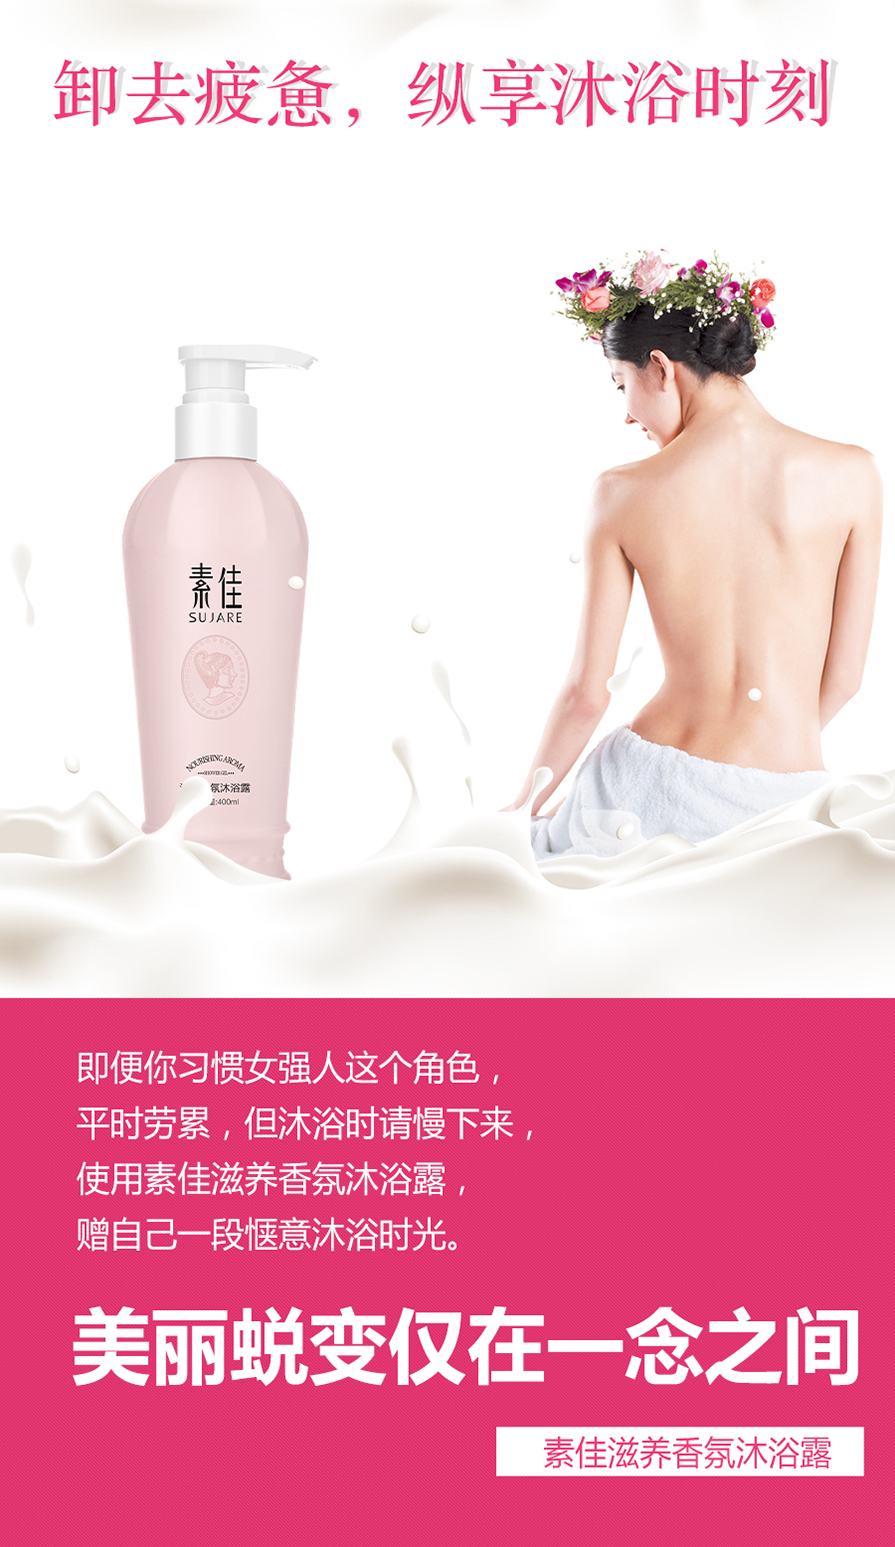 卸去疲惫，纵享沐浴时刻
素佳
SUJARE
NOURISHING AROMA
SHOWER GEL
氛沐浴露
:400ml
即便你习惯女强人这个角色，
平时劳累，但沐浴时请慢下来，
使用素佳滋养香氛沐浴露，
赠自己一段惬意沐浴时光。
美丽蜕变仅在一念之间
素佳滋养香氛沐浴露